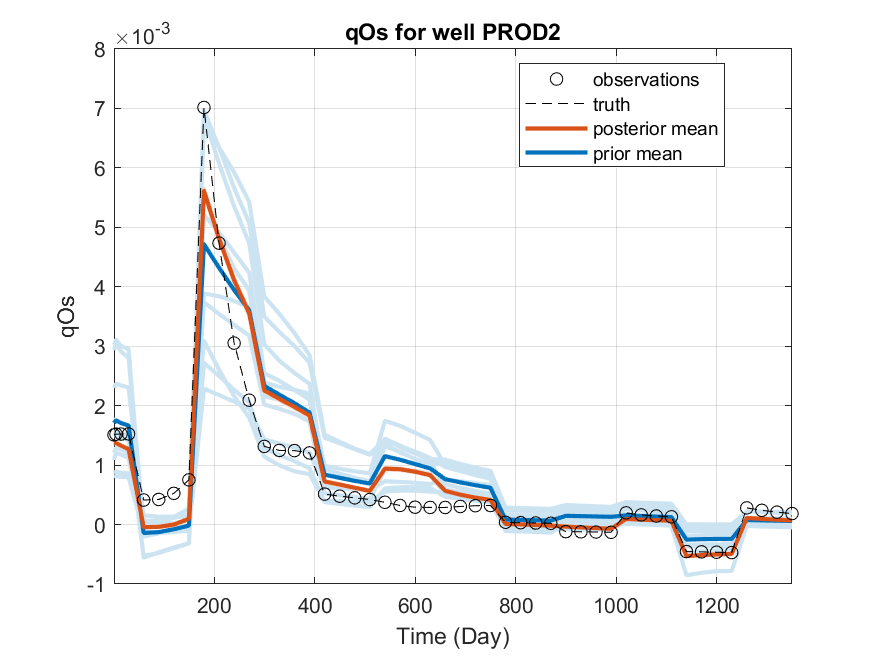 qOs for well PROD2
×10⁻³
8
7
6
5
4
3
2
1
0
-1
qOs
observations
truth
posterior mean
prior mean
200 400 600 800 1000 1200
Time (Day)